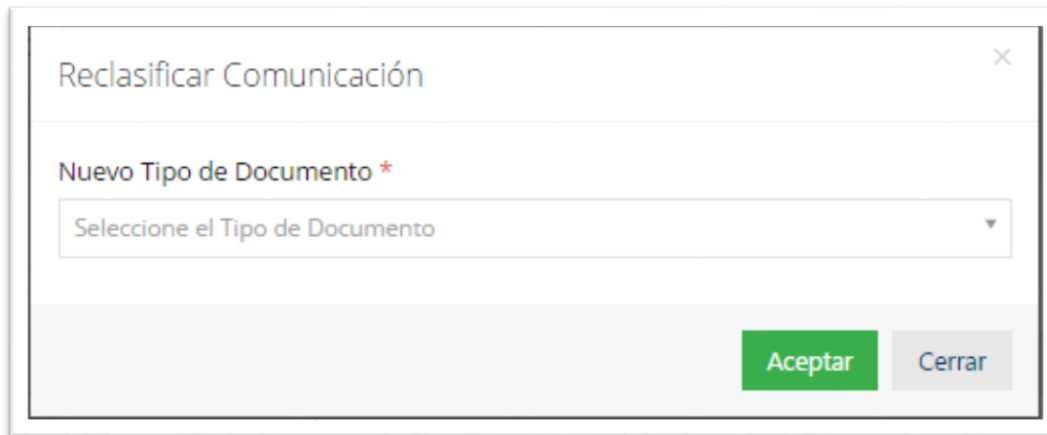 Reclasificar Comunicación
×
Nuevo Tipo de Documento *
Seleccione el Tipo de Documento
Aceptar Cerrar